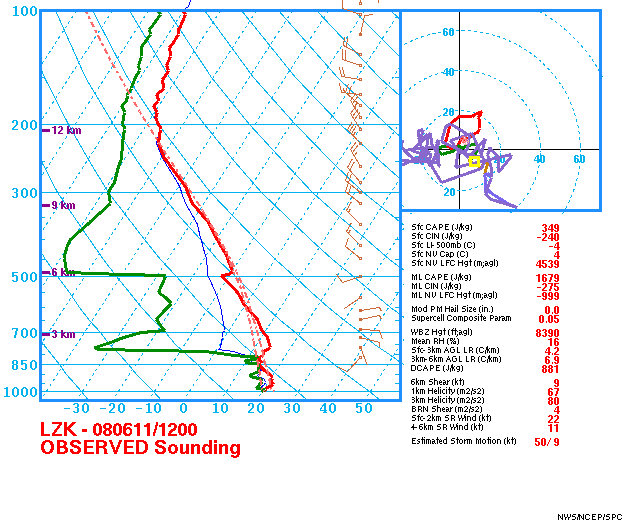 100
200
300
500
700
850
1000
12 km
9 km
6 km
3 km
-30 -20 -10 0 10 20 30 40 50
LZK - 080611/1200
OBSERVED Sounding
60
40
20
20
20 40 60
Sfc CAPE (J/kg) 349
Sfc CIN (J/kg) -240
Sfc LI-500mb (C) -4
Sfc NV Cap (C) 4
Sfc NV LFC Hgt (m;agl) 4539
ML CAPE (J/kg) 1679
ML CIN (J/kg) -275
ML NV LFC Hgt (m;agl) -999
Mod PM Hail Size (in.) 0.0
Supercell Composite Param 0.05
WBZ Hgt (ft;agl) 8390
Mean RH (%) 16
Sfc-3km AGL LR (C/km) 4.2
3km-6km AGL LR (C/km) 6.9
DCAPE (J/kg) 881
6km Shear (kt) 9
1km Helicity (m2/s2) 67
3km Helicity (m2/s2) 80
BRN Shear (m2/s2) 4
Sfc-2km SR Wind (kt) 22
4-6km SR Wind (kt) 11
Estimated Storm Motion (kt) 50/ 9
NWS/NCEP/SPC